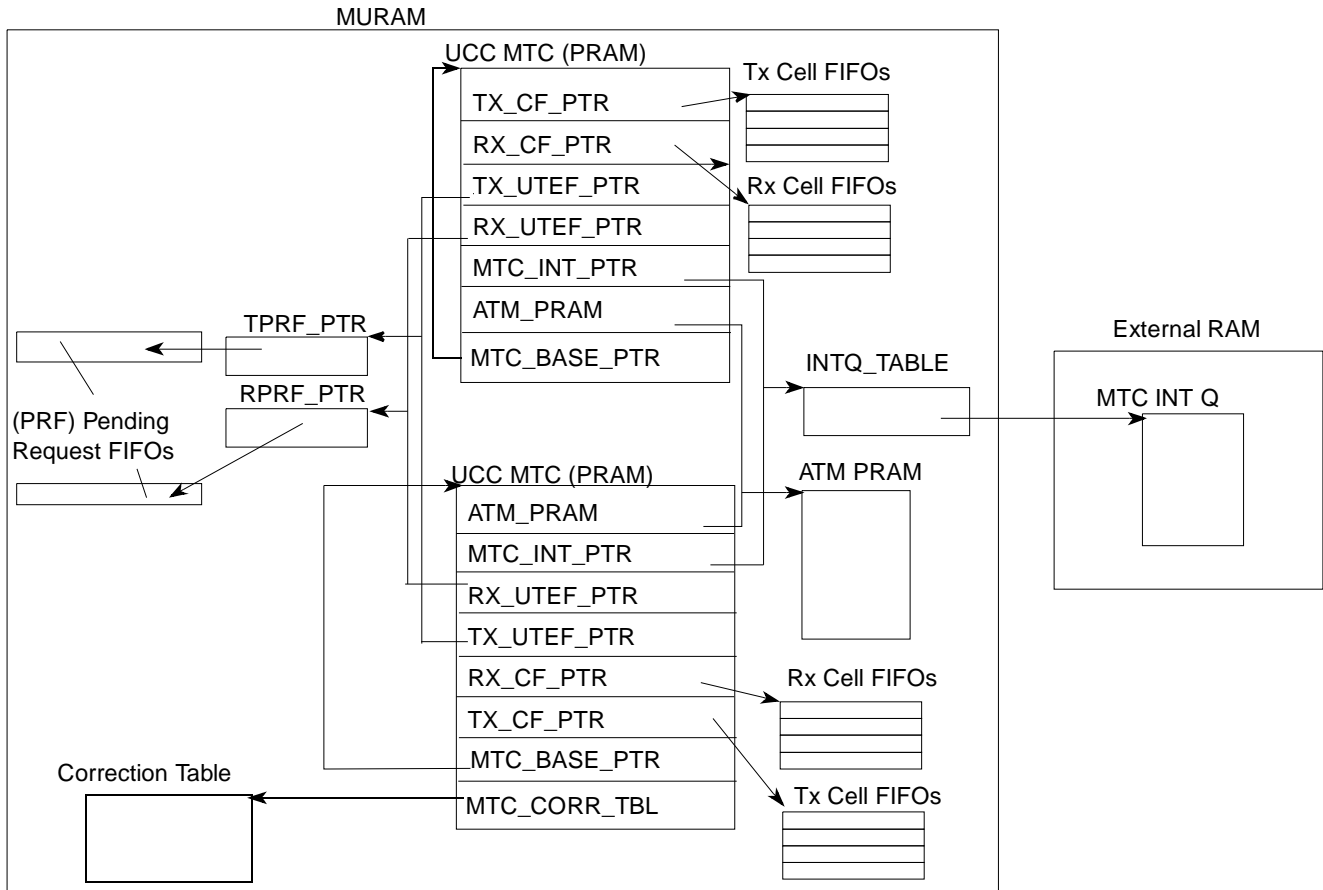 MURAM
UCC MTC (PRAM)
TX_CF_PTR
RX_CF_PTR
TX_UTEF_PTR
RX_UTEF_PTR
MTC_INT_PTR
ATM_PRAM
MTC_BASE_PTR
Tx Cell FIFOs
Rx Cell FIFOs
TPRF_PTR
RPRF_PTR
(PRF) Pending
Request FIFOs
INTQ_TABLE
External RAM
MTC INT Q
ATM PRAM
UCC MTC (PRAM)
ATM_PRAM
MTC_INT_PTR
RX_UTEF_PTR
TX_UTEF_PTR
RX_CF_PTR
TX_CF_PTR
MTC_BASE_PTR
MTC_CORR_TBL
Rx Cell FIFOs
Tx Cell FIFOs
Correction Table